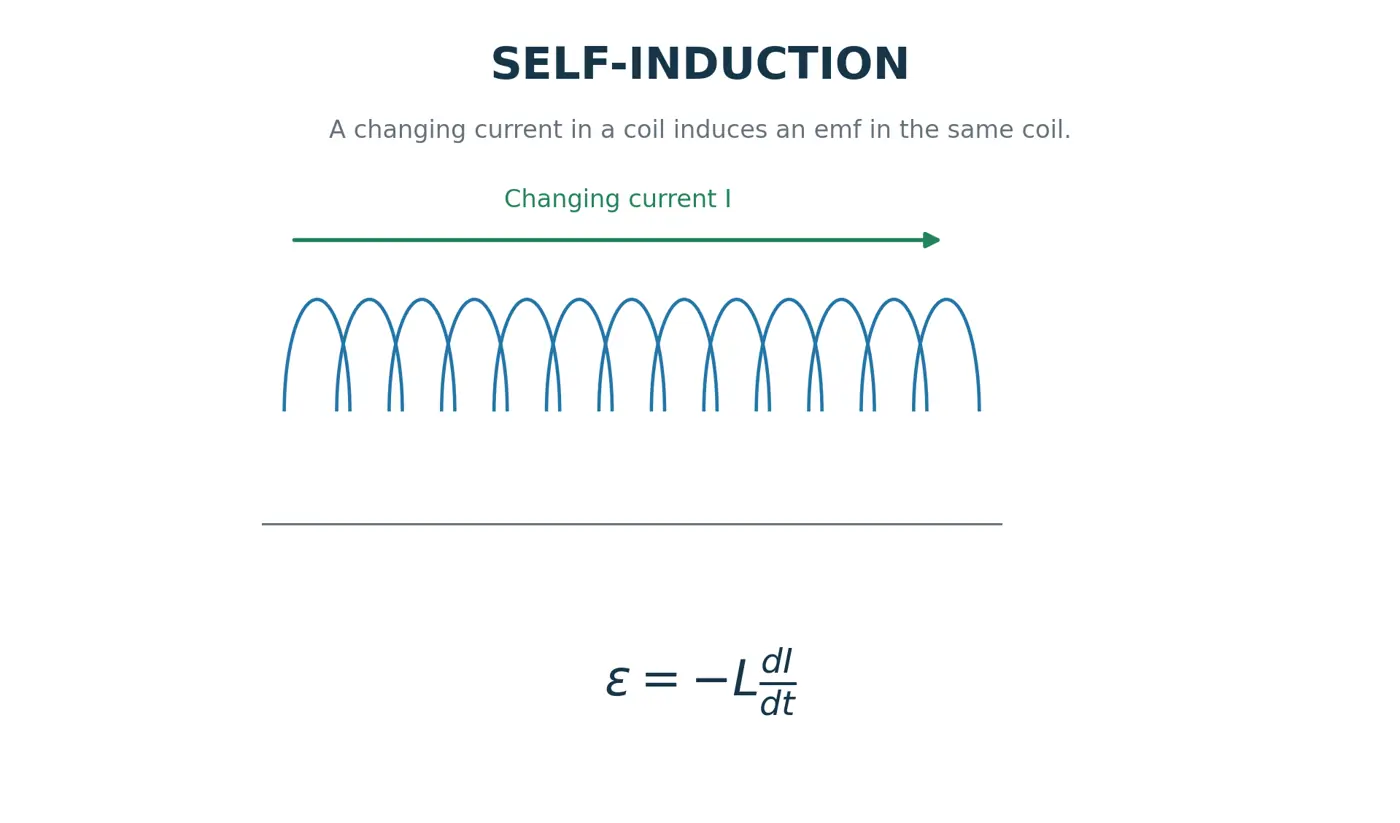 SELF-INDUCTION
A changing current in a coil induces an emf in the same coil.
Changing current I
ε = −L dI/dt